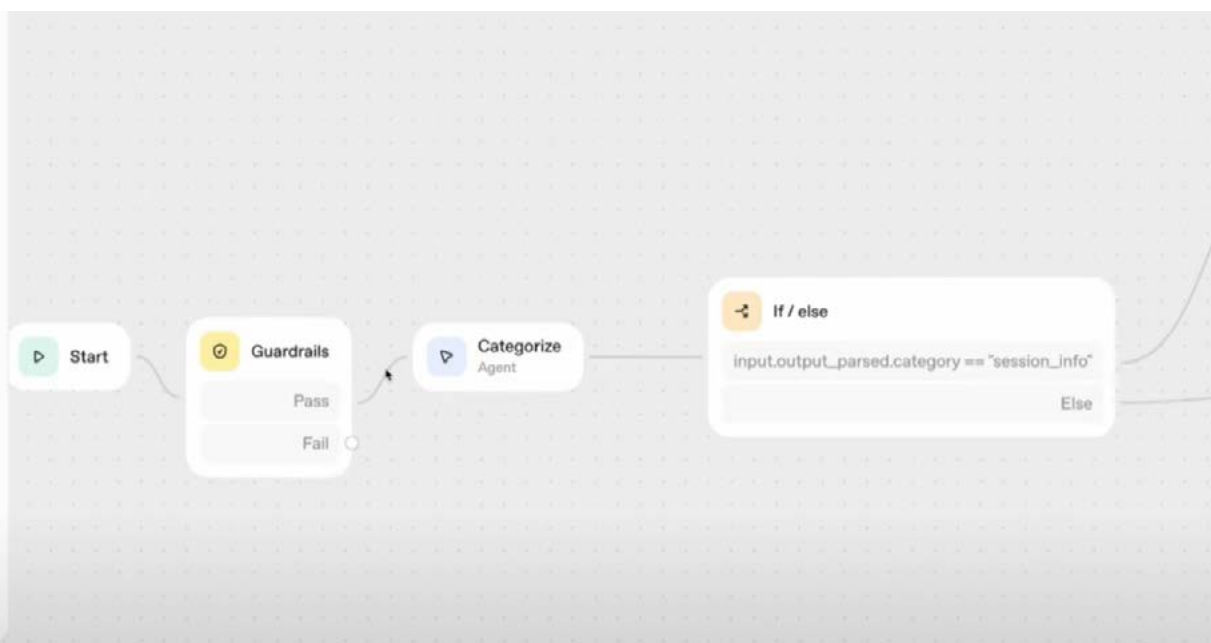 Start
Guardrails
Pass
Fail
Categorize
Agent
If / else
input.output_parsed.category == "session_info"
Else